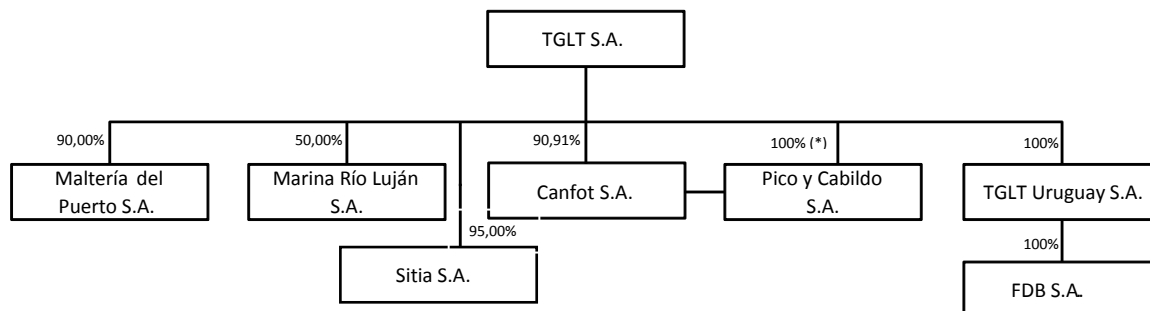 TGLT S.A.
90,00%
50,00%
90,91%
100% (*)
100%
Maltería del
Puerto S.A.
Marina Río Luján
S.A.
Canfot S.A.
Pico y Cabildo
S.A.
TGLT Uruguay S.A.
95,00%
100%
Sitia S.A.
FDB S.A.